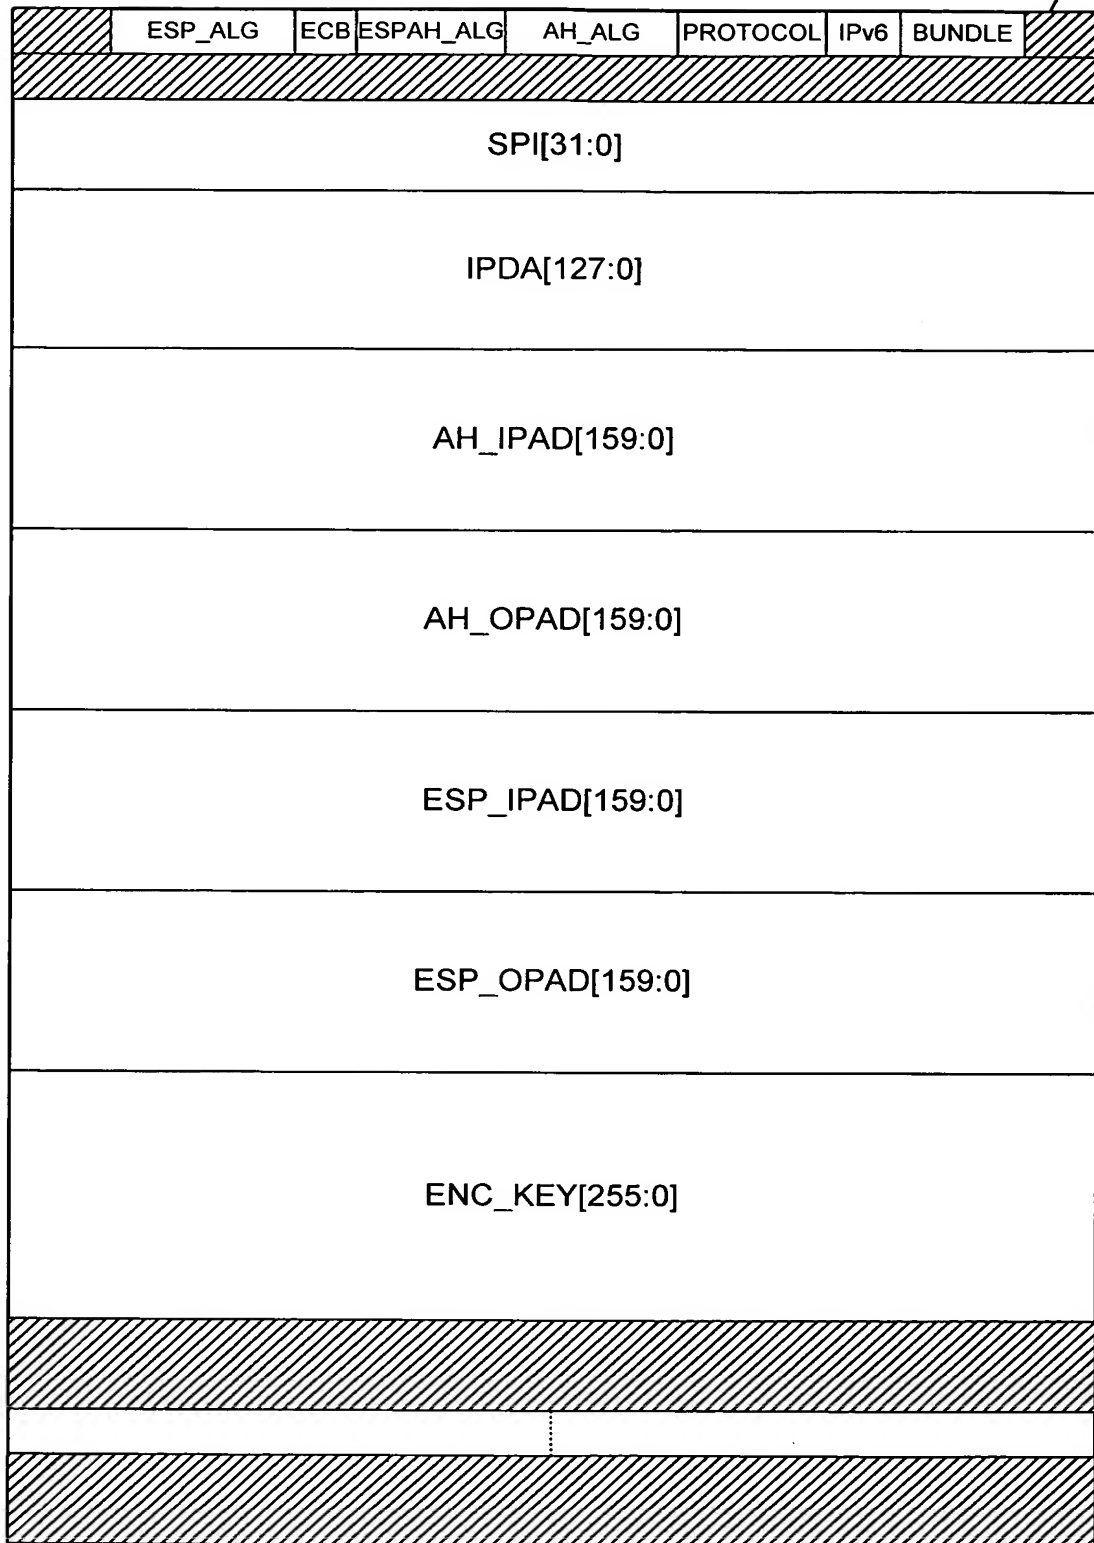 ESP_ALG ECB ESPAH_ALG AH_ALG PROTOCOL IPv6 BUNDLE
SPI[31:0]
IPDA[127:0]
AH_IPAD[159:0]
AH_OPAD[159:0]
ESP_IPAD[159:0]
ESP_OPAD[159:0]
ENC_KEY[255:0]